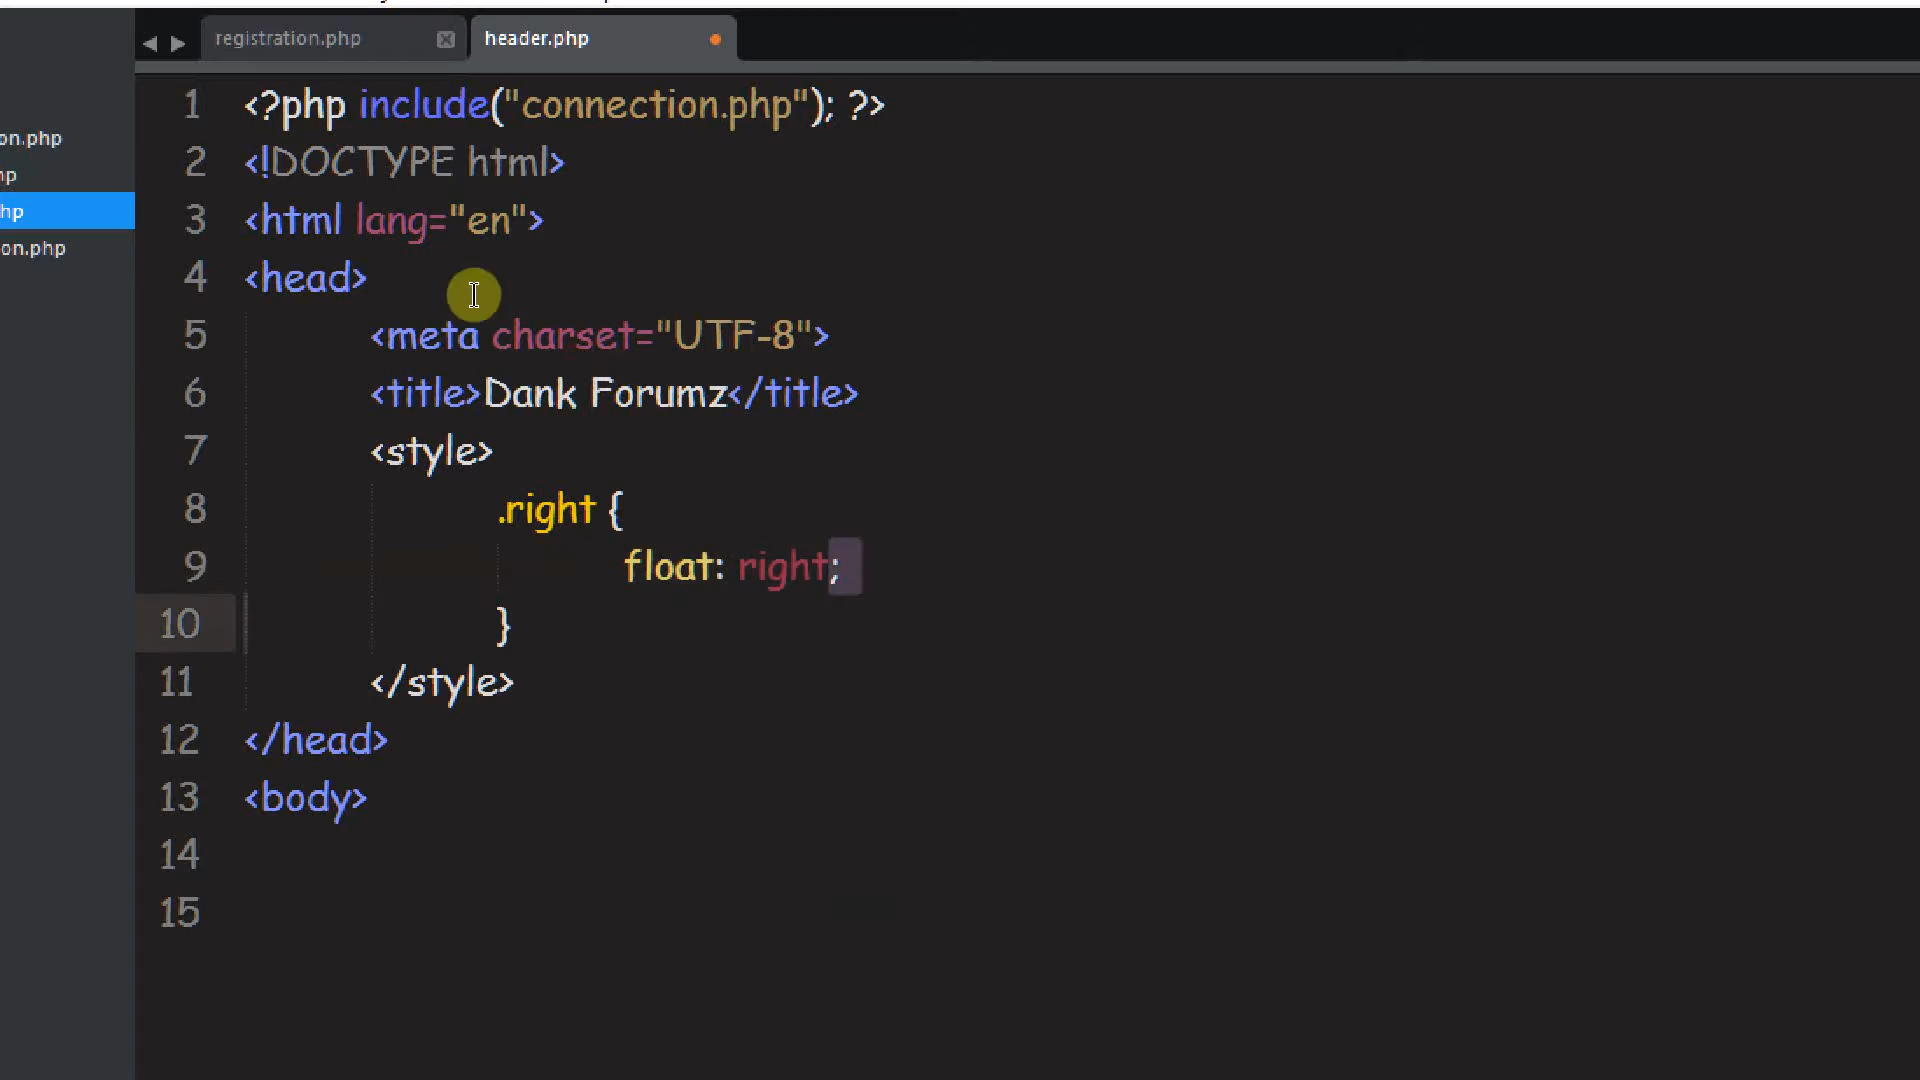 registration.php header.php
on.php
hp
hp
on.php
1 <?php include("connection.php"); ?>
2 <!DOCTYPE html>
3 <html lang="en">
4 <head>
5 <meta charset="UTF-8">
6 <title>Dank Forumz</title>
7 <style>
8 .right {
9 float: right;
10 }
11 </style>
12 </head>
13 <body>
14
15